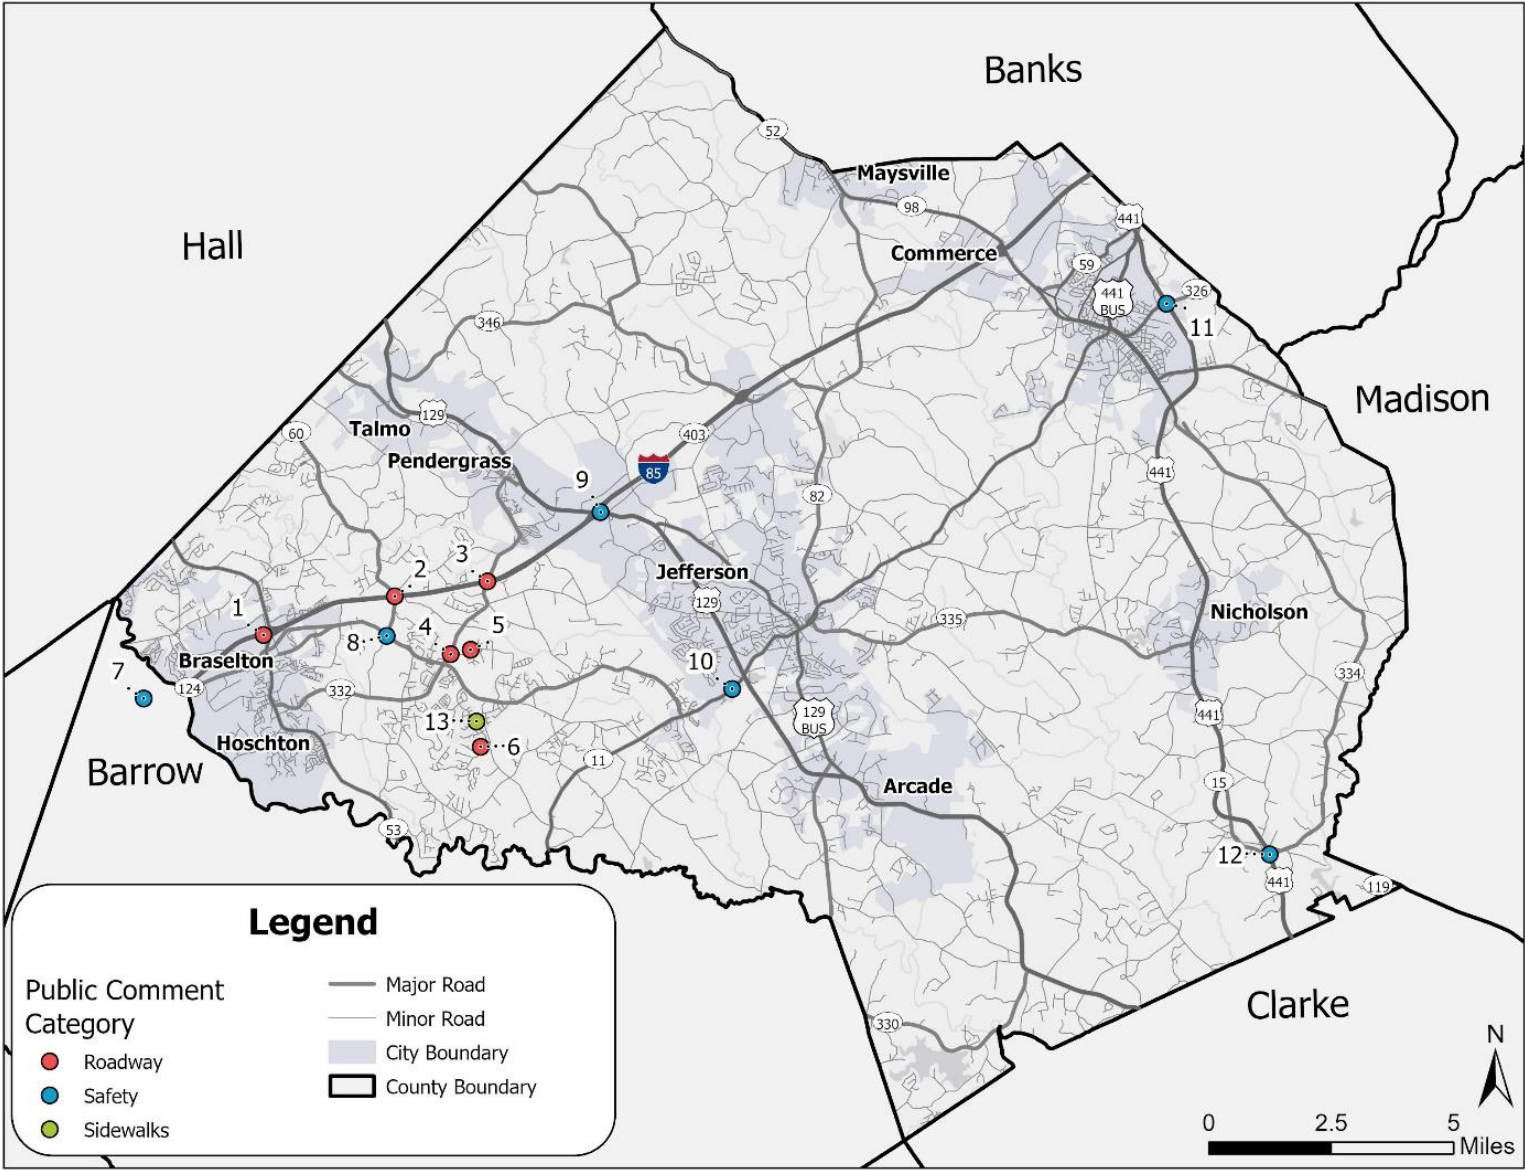 Banks
52
Maysville
98
441
Hall
Commerce
59
326
441
BUS
11
346
Madison
129
Talmo
60
403
Pendergrass
441
85
9
82
3
2
Jefferson
129
1
4
5
335
Nicholson
8
Braselton
10
7
124
332
334
13
129
BUS
441
6
Hoschton
11
Barrow
15
Arcade
53
12
441
119
Legend
Public Comment
Category
Roadway
Safety
Sidewalks
Major Road
Minor Road
City Boundary
County Boundary
Clarke
330
N
0 2.5 5
Miles